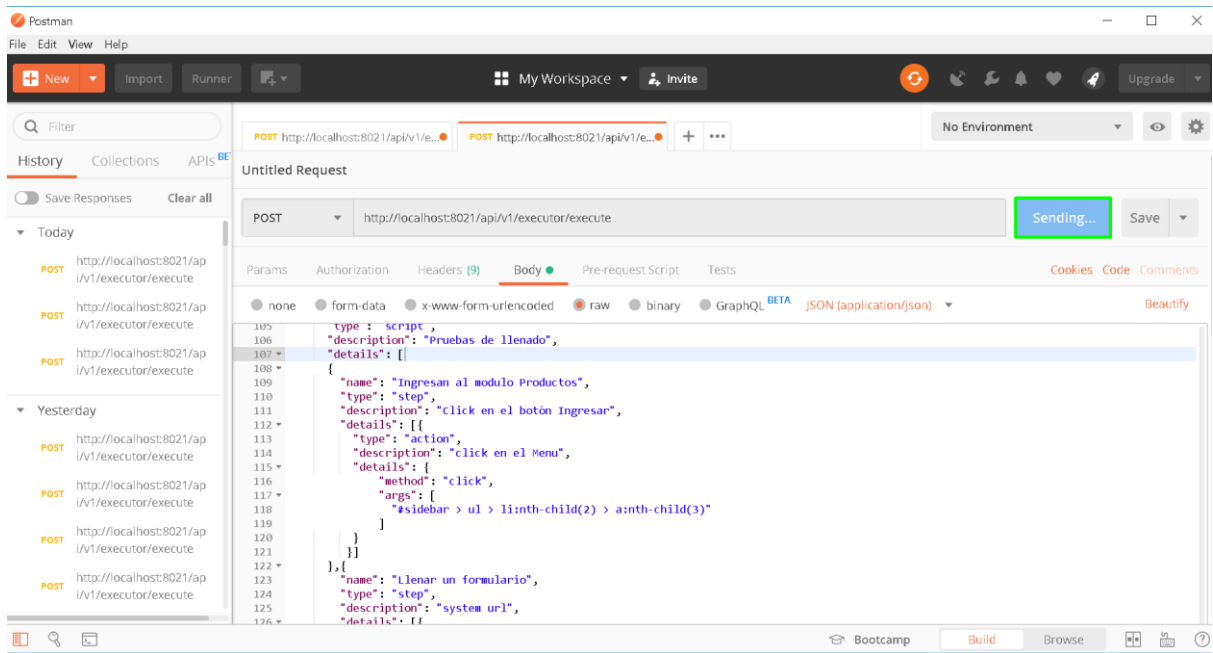 Postman
File Edit View Help
New Import Runner My Workspace Invite Upgrade
Filter
History Collections APIs BET
Save Responses Clear all
Today
POST http://localhost:8021/ap
i/v1/executor/execute
POST http://localhost:8021/ap
i/v1/executor/execute
POST http://localhost:8021/ap
i/v1/executor/execute
Yesterday
POST http://localhost:8021/ap
i/v1/executor/execute
POST http://localhost:8021/ap
i/v1/executor/execute
POST http://localhost:8021/ap
i/v1/executor/execute
POST http://localhost:8021/ap
i/v1/executor/execute
POST http://localhost:8021/api/v1/e... POST http://localhost:8021/api/v1/e... + ••• No Environment
Untitled Request
POST http://localhost:8021/api/v1/executor/execute Sending... Save
Params Authorization Headers (9) Body Pre-request Script Tests Cookies Code Comments
none form-data x-www-form-urlencoded raw binary GraphQL BETA JSON (application/json) Beautify
105 "type": "script",
106 "description": "Pruebas de llenado",
107 "details": [
108 {
109 "name": "Ingresan al modulo Productos",
110 "type": "step",
111 "description": "Click en el botòn Ingresar",
112 "details": [{
113 "type": "action",
114 "description": "click en el Menu",
115 "details": {
116 "method": "click",
117 "args": [
118 "#sidebar > ul > li:nth-child(2) > a:nth-child(3)"
119 ]
120 }
121 }]
122 },{
123 "name": "Llenar un formulario",
124 "type": "step",
125 "description": "system url",
126 "details": [{
Bootcamp Build Browse